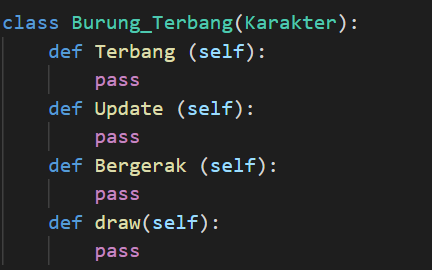 class Burung_Terbang(Karakter):
    def Terbang (self):
        pass
    def Update (self):
        pass
    def Bergerak (self):
        pass
    def draw(self):
        pass